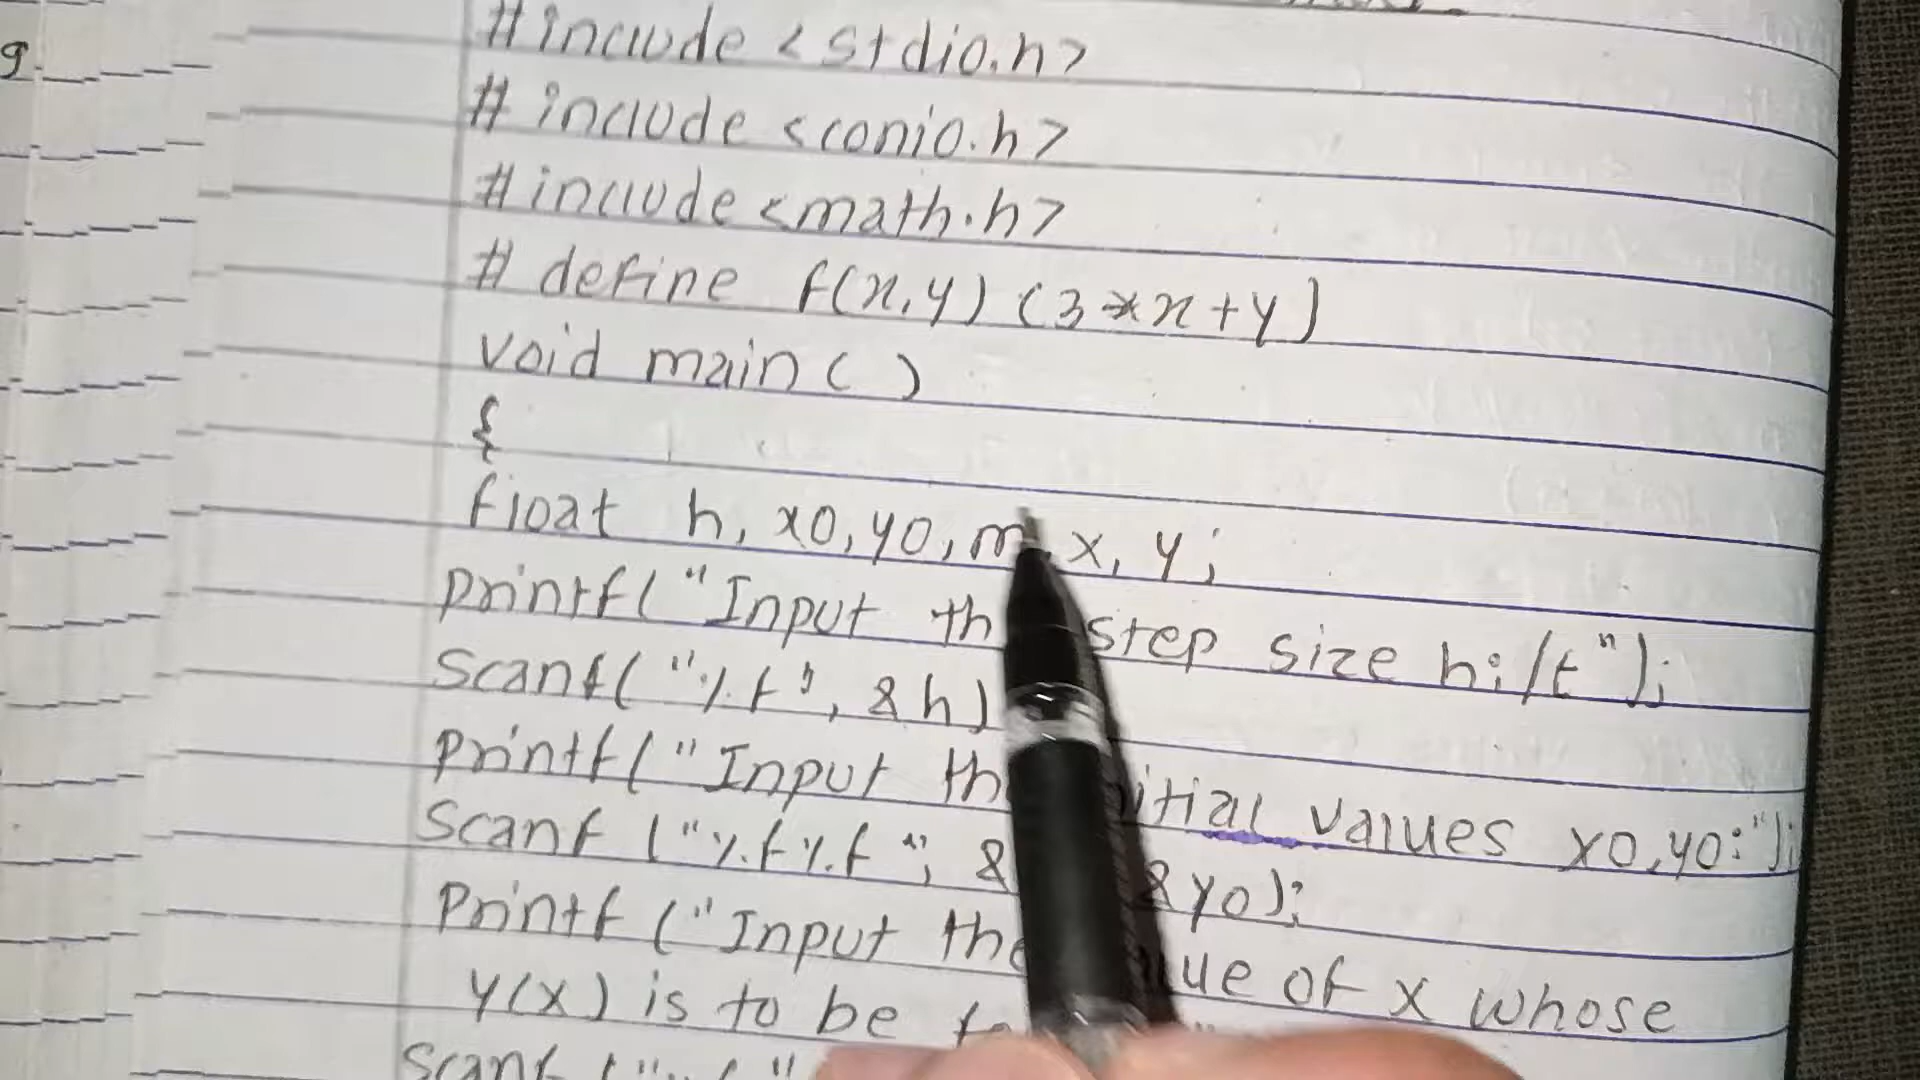 g.
#include <stdio.h>
# include <conio.h>
#include <math.h>
# define f(x,y) (3*x+y)
void main( )
{
float h, x0, y0, m, x, y;
printf("Input th step size h:/t");
Scanf("%f", &h)
printf("Input th itial values x0,y0:");
Scanf ("%f%f", & &y0);
Printf ("Input the ue of x whose
y(x) is to be
Scanf ("